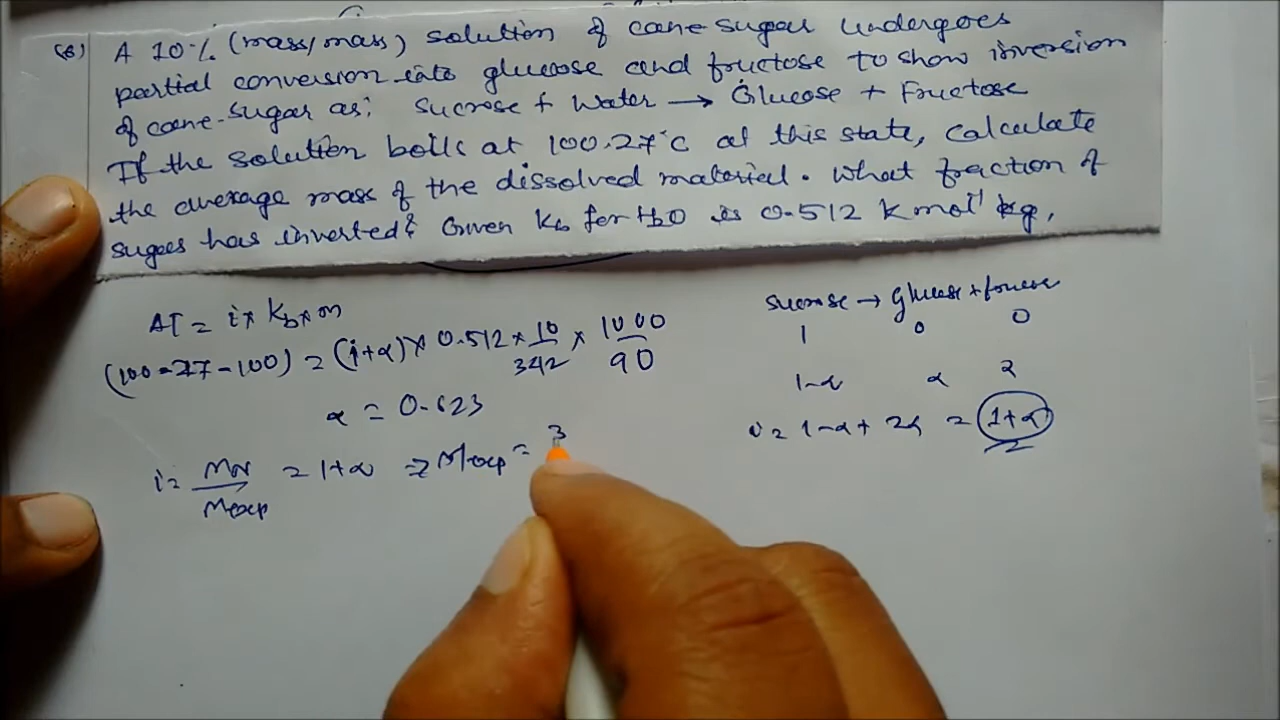 (8) A 10% (mass/mass) solution of cane sugar undergoes
partial conversion into glucose and fructose to show inversion
of cane-sugar as: Sucrose + Water → Glucose + Fructose
If the solution boils at 100.27°C at this state, calculate
the average mass of the dissolved material. What fraction of
sugar has inverted? Given Kb for H2O is 0.512 K mol⁻¹ kg.
ΔT = i × Kb × m
(100.27-100) = (1+α) × 0.512 × 10/342 × 1000/90
α = 0.623
i = MN/Mexp = 1+α ⇒ Mexp = 3
Sucrose → glucose +
1 0 0
1-α α α
i = 1-α + 2α = 1+α